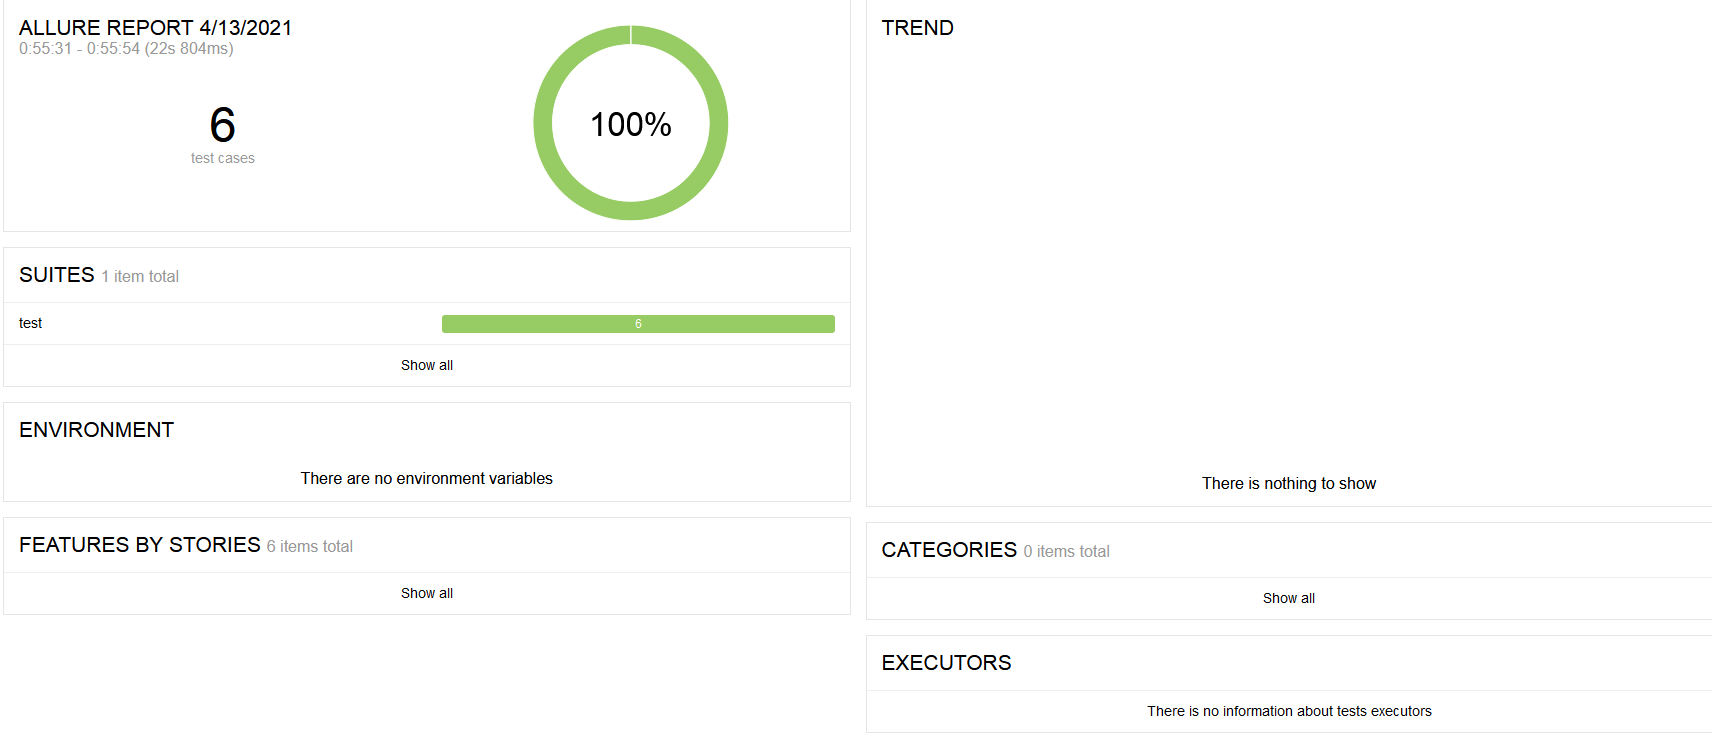 ALLURE REPORT 4/13/2021
0:55:31 - 0:55:54 (22s 804ms)
6
test cases
100%
SUITES 1 item total
test 6
Show all
ENVIRONMENT
There are no environment variables
FEATURES BY STORIES 6 items total
Show all
TREND
There is nothing to show
CATEGORIES 0 items total
Show all
EXECUTORS
There is no information about tests executors